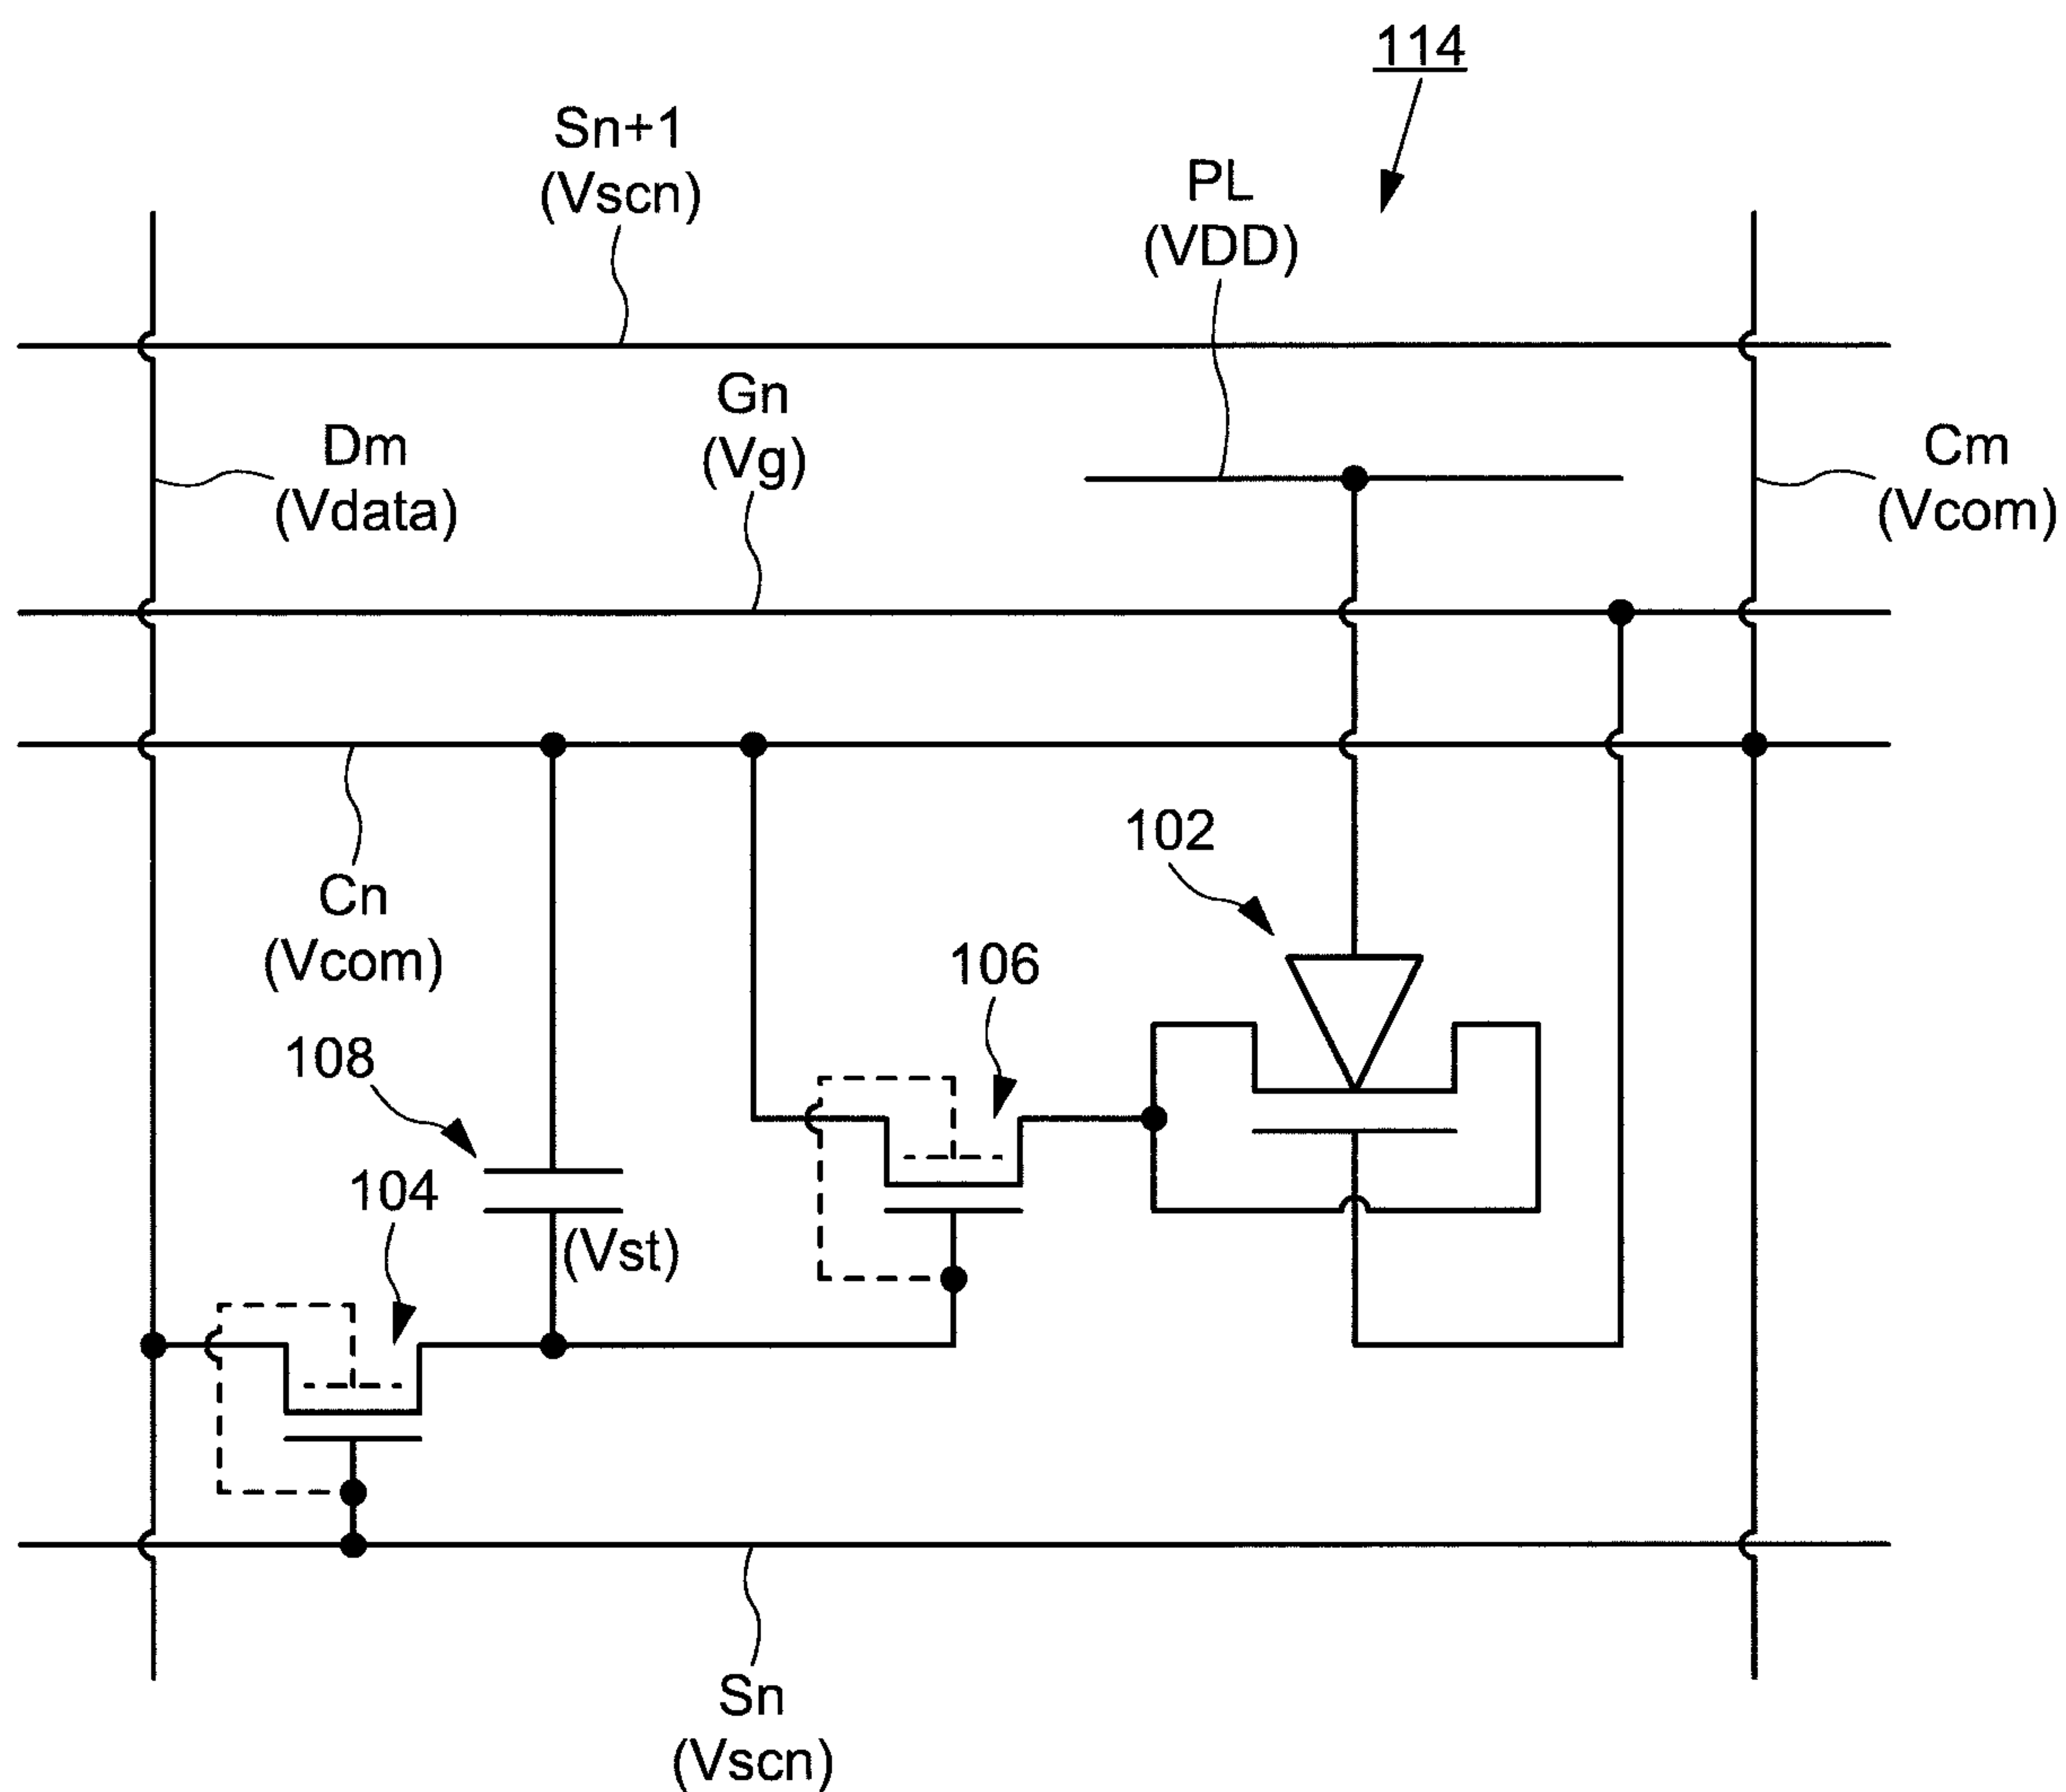 114
Sn+1
(Vscn)
PL
(VDD)
Gn
(Vg)
Dm
(Vdata)
Cm
(Vcom)
Cn
(Vcom)
102
106
108
104
(Vst)
Sn
(Vscn)